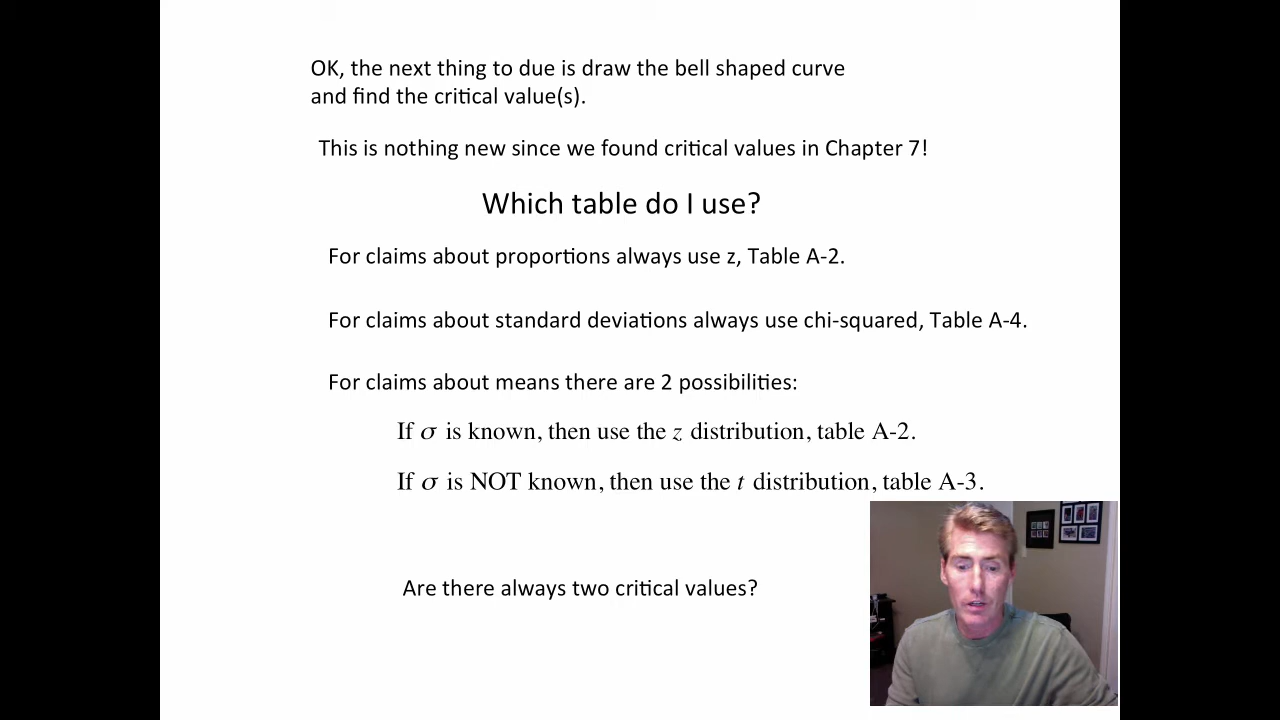 OK, the next thing to due is draw the bell shaped curve
and find the critical value(s).
This is nothing new since we found critical values in Chapter 7!
Which table do I use?
For claims about proportions always use z, Table A-2.
For claims about standard deviations always use chi-squared, Table A-4.
For claims about means there are 2 possibilities:
If σ is known, then use the z distribution, table A-2.
If σ is NOT known, then use the t distribution, table A-3.
Are there always two critical values?